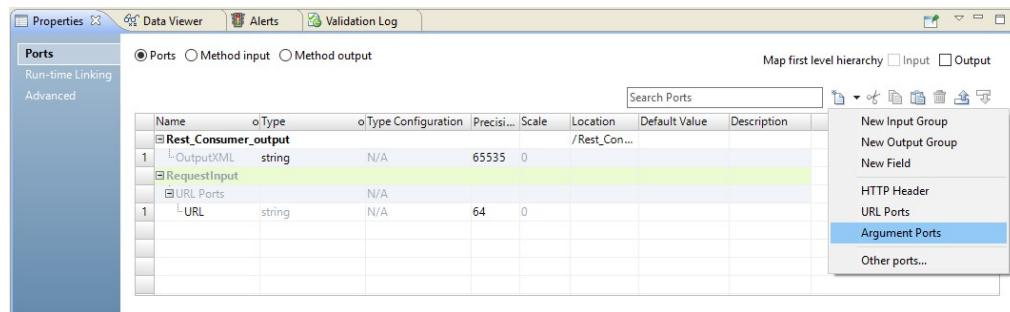 Properties Data Viewer Alerts Validation Log
Ports
Run-time Linking
Advanced
Ports Method input Method output
Map first level hierarchy Input Output
Search Ports
Name Type Type Configuration Precisi... Scale Location Default Value Description
Rest_Consumer_output /Rest_Con...
1 OutputXML string N/A 65535 0
RequestInput
URL Ports N/A
1 URL string N/A 64 0
New Input Group
New Output Group
New Field
HTTP Header
URL Ports
Argument Ports
Other ports...